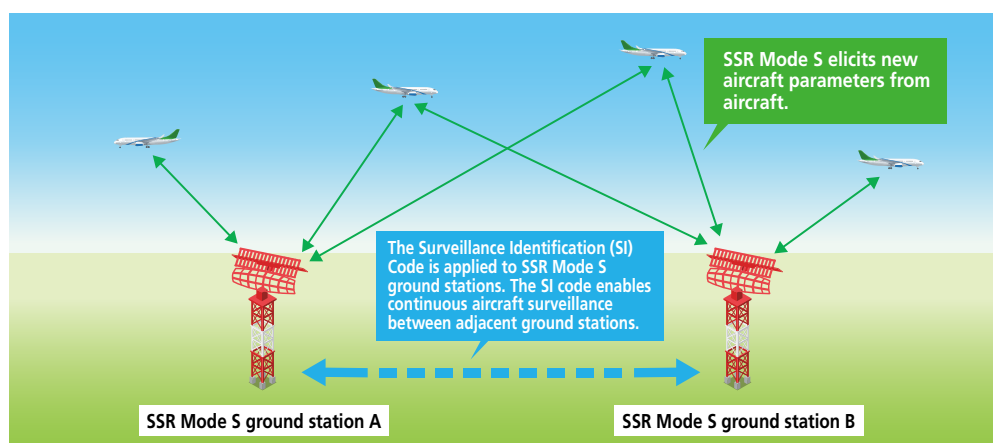 SSR Mode S elicits new
aircraft parameters from
aircraft.
The Surveillance Identification (SI)
Code is applied to SSR Mode S
ground stations. The SI code enables
continuous aircraft surveillance
between adjacent ground stations.
SSR Mode S ground station A
SSR Mode S ground station B